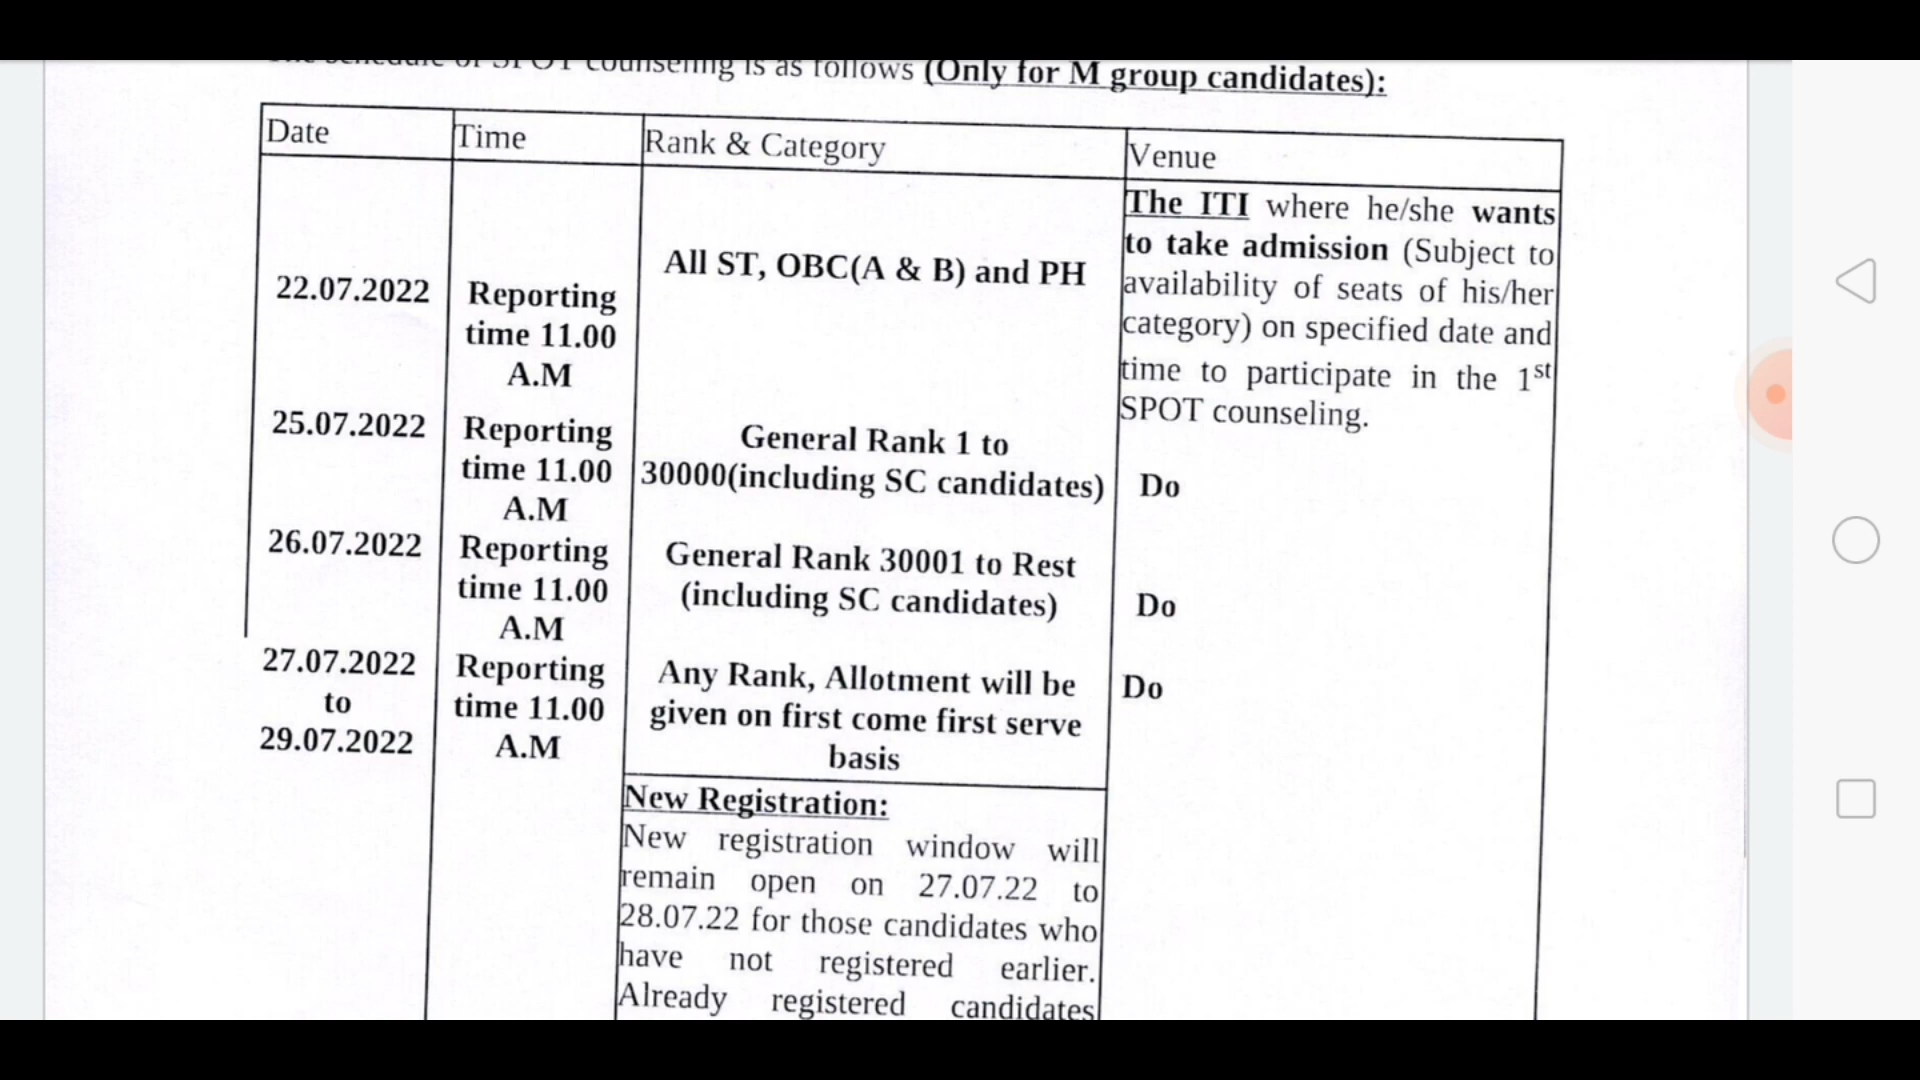 The schedule of SPOT counseling is as follows (Only for M group candidates):
Date
Time
Rank & Category
Venue
22.07.2022
Reporting
time 11.00
A.M
All ST, OBC(A & B) and PH
The ITI where he/she wants
to take admission (Subject to
availability of seats of his/her
category) on specified date and
time to participate in the 1st
SPOT counseling.
25.07.2022
Reporting
time 11.00
A.M
General Rank 1 to
30000(including SC candidates)
Do
26.07.2022
Reporting
time 11.00
A.M
General Rank 30001 to Rest
(including SC candidates)
Do
27.07.2022
to
29.07.2022
Reporting
time 11.00
A.M
Any Rank, Allotment will be
given on first come first serve
basis
Do
New Registration:
New registration window will
remain open on 27.07.22 to
28.07.22 for those candidates who
have not registered earlier.
Already registered candidates